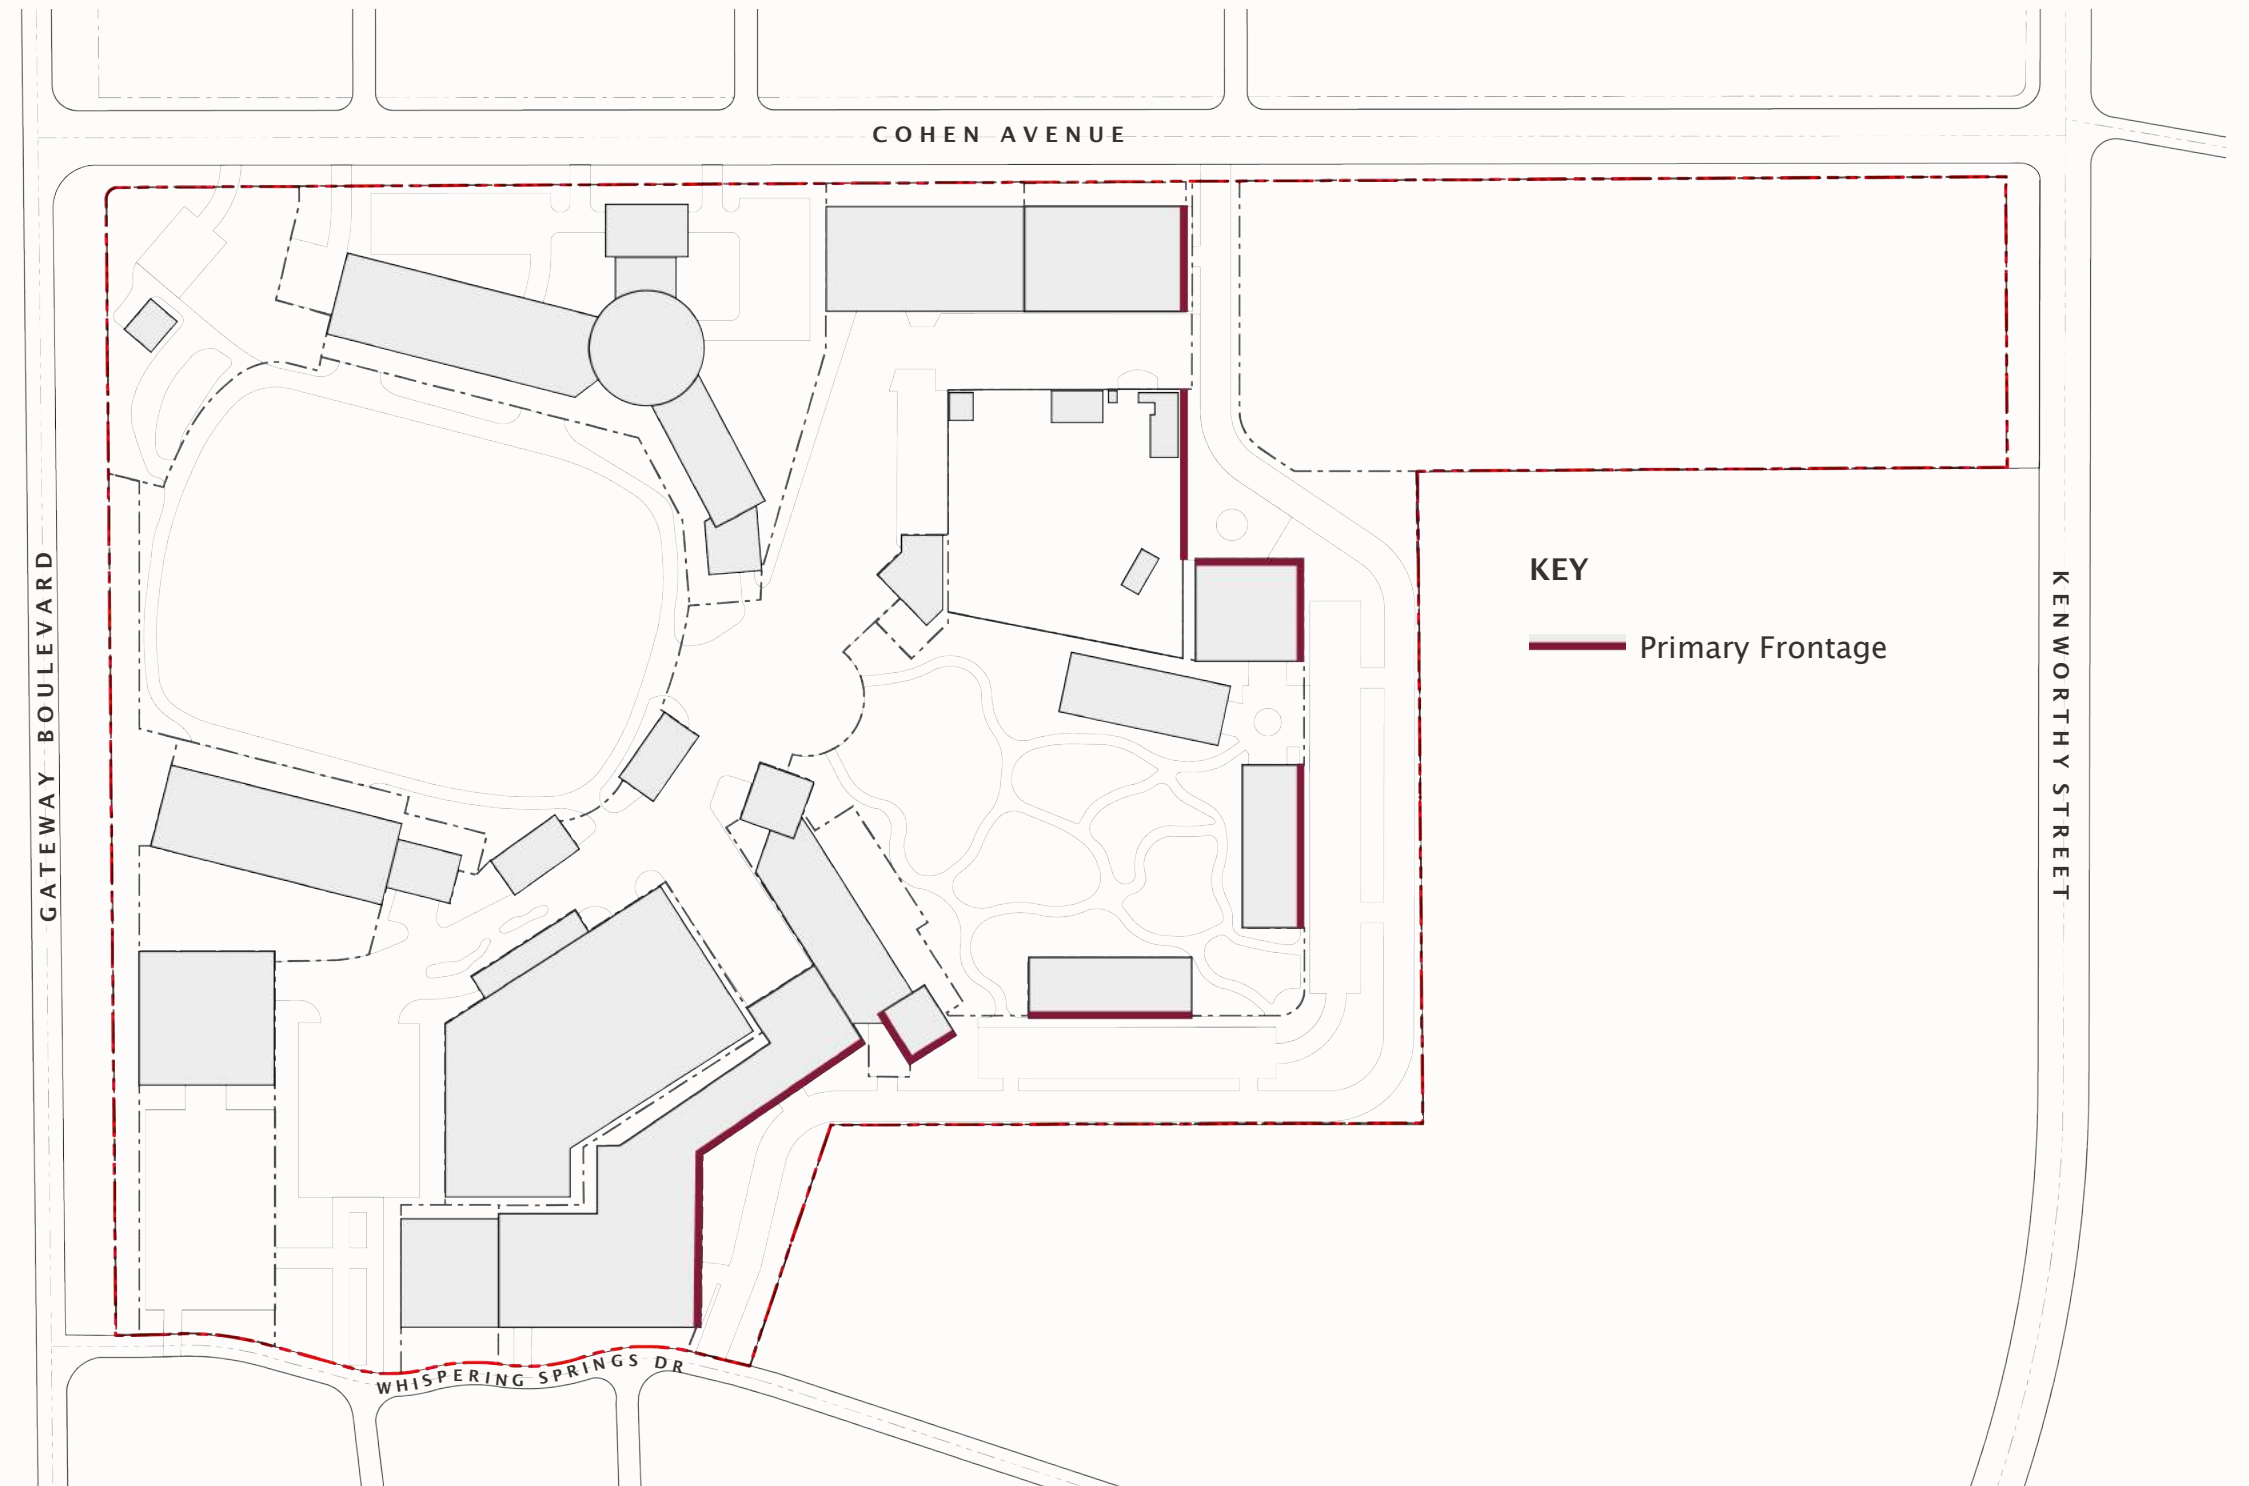 COHEN AVENUE
GATEWAY BOULEVARD
KEY
Primary Frontage
KENWORTHY STREET
WHISPERING SPRINGS DR